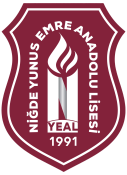 NİĞDE YUNUS EMRE ANADOLU LİSESİ
YEAL
1991